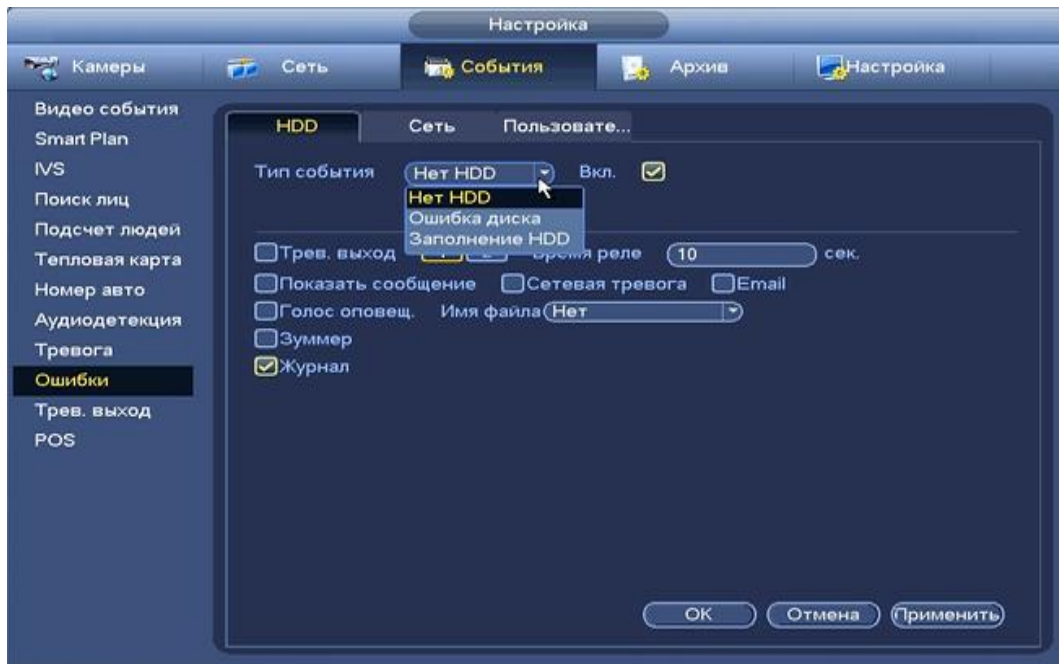 Настройка
Камеры Сеть События Архив Настройка
Видео события
Smart Plan
IVS
Поиск лиц
Подсчет людей
Тепловая карта
Номер авто
Аудиодетекция
Тревога
Ошибки
Трев. выход
POS
HDD Сеть Пользовате...
Тип события Нет HDD Вкл.
Нет HDD
Ошибка диска
Заполнение HDD
Трев. выход реле 10 сек.
Показать сообщение Сетевая тревога Email
Голос оповещ. Имя файла Нет
Зуммер
Журнал
OK Отмена Применить